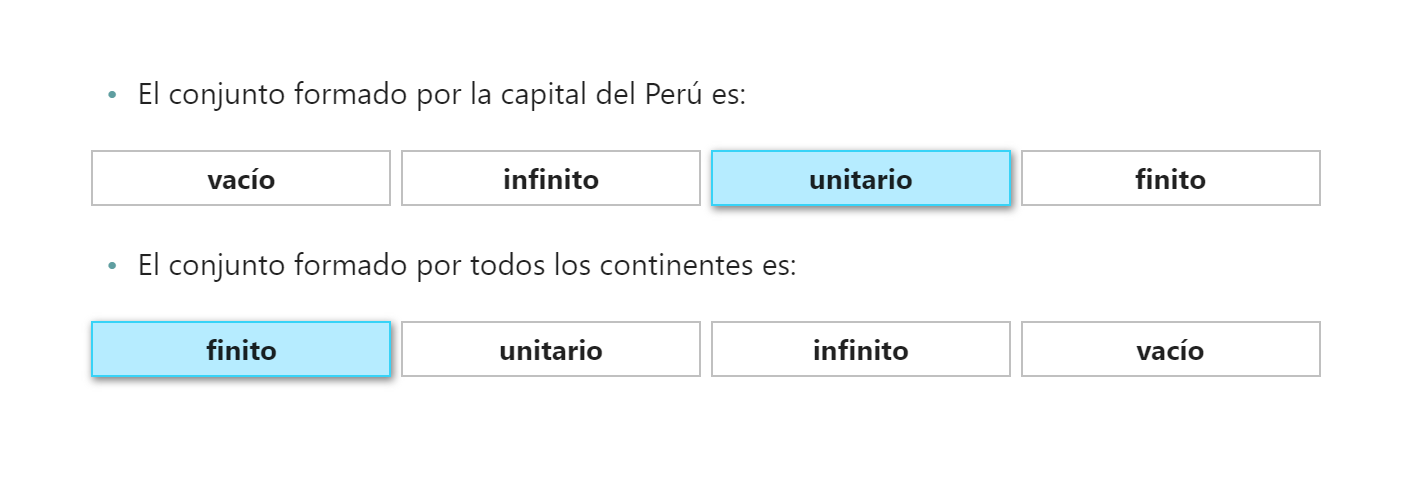 • El conjunto formado por la capital del Perú es:
vacío infinito unitario finito
• El conjunto formado por todos los continentes es:
finito unitario infinito vacío